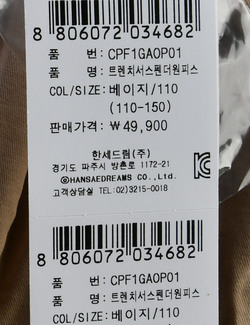 8 806072 034682
품 번: CPF1GAOP01
품 명: 트렌치서스펜더원피스
COL/SIZE: 베이지/110
(110-150)
판매가격: ₩49,900
한세드림(주)
경기도 파주시 방촌로 1172-21
ⓗHANSAEDREAMS CO.,Ltd.
고객상담실 TEL:02)3215-0018
8 806072 034682
품 번: CPF1GAOP01
품 명: 트렌치서스펜더원피스
COL/SIZE: 베이지/110